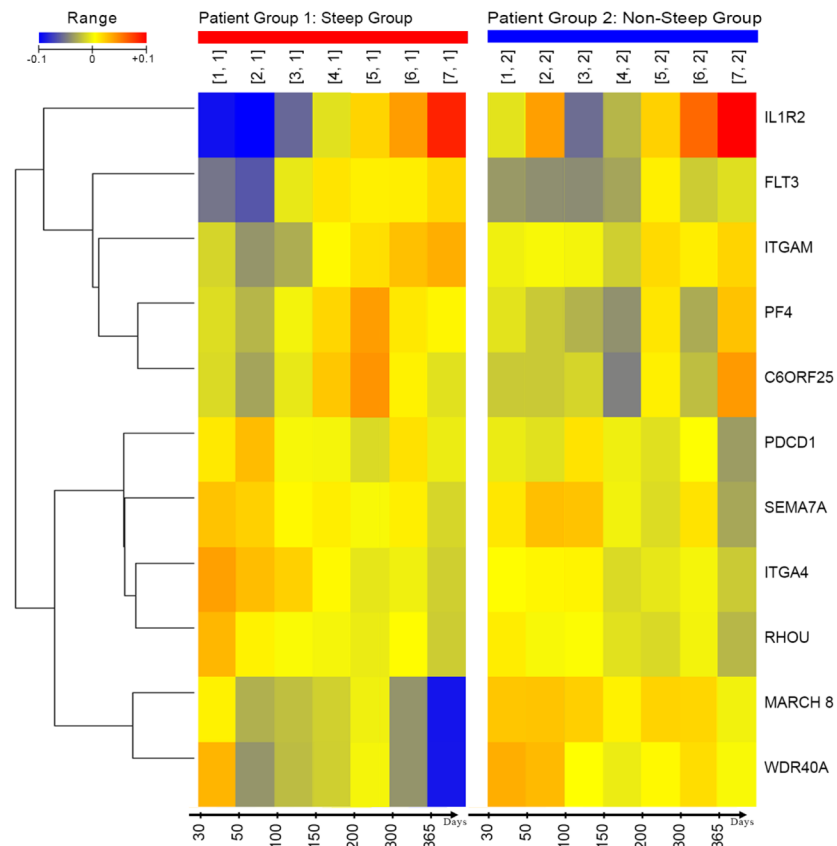 Range
-0.1 0 +0.1
Patient Group 1: Steep Group
Patient Group 2: Non-Steep Group
[1, 1] [2, 1] [3, 1] [4, 1] [5, 1] [6, 1] [7, 1]
[1, 2] [2, 2] [3, 2] [4, 2] [5, 2] [6, 2] [7, 2]
IL1R2
FLT3
ITGAM
PF4
C6ORF25
PDCD1
SEMA7A
ITGA4
RHOU
MARCH 8
WDR40A
Days
30 50 100 150 200 300 365
Days
30 50 100 150 200 300 365